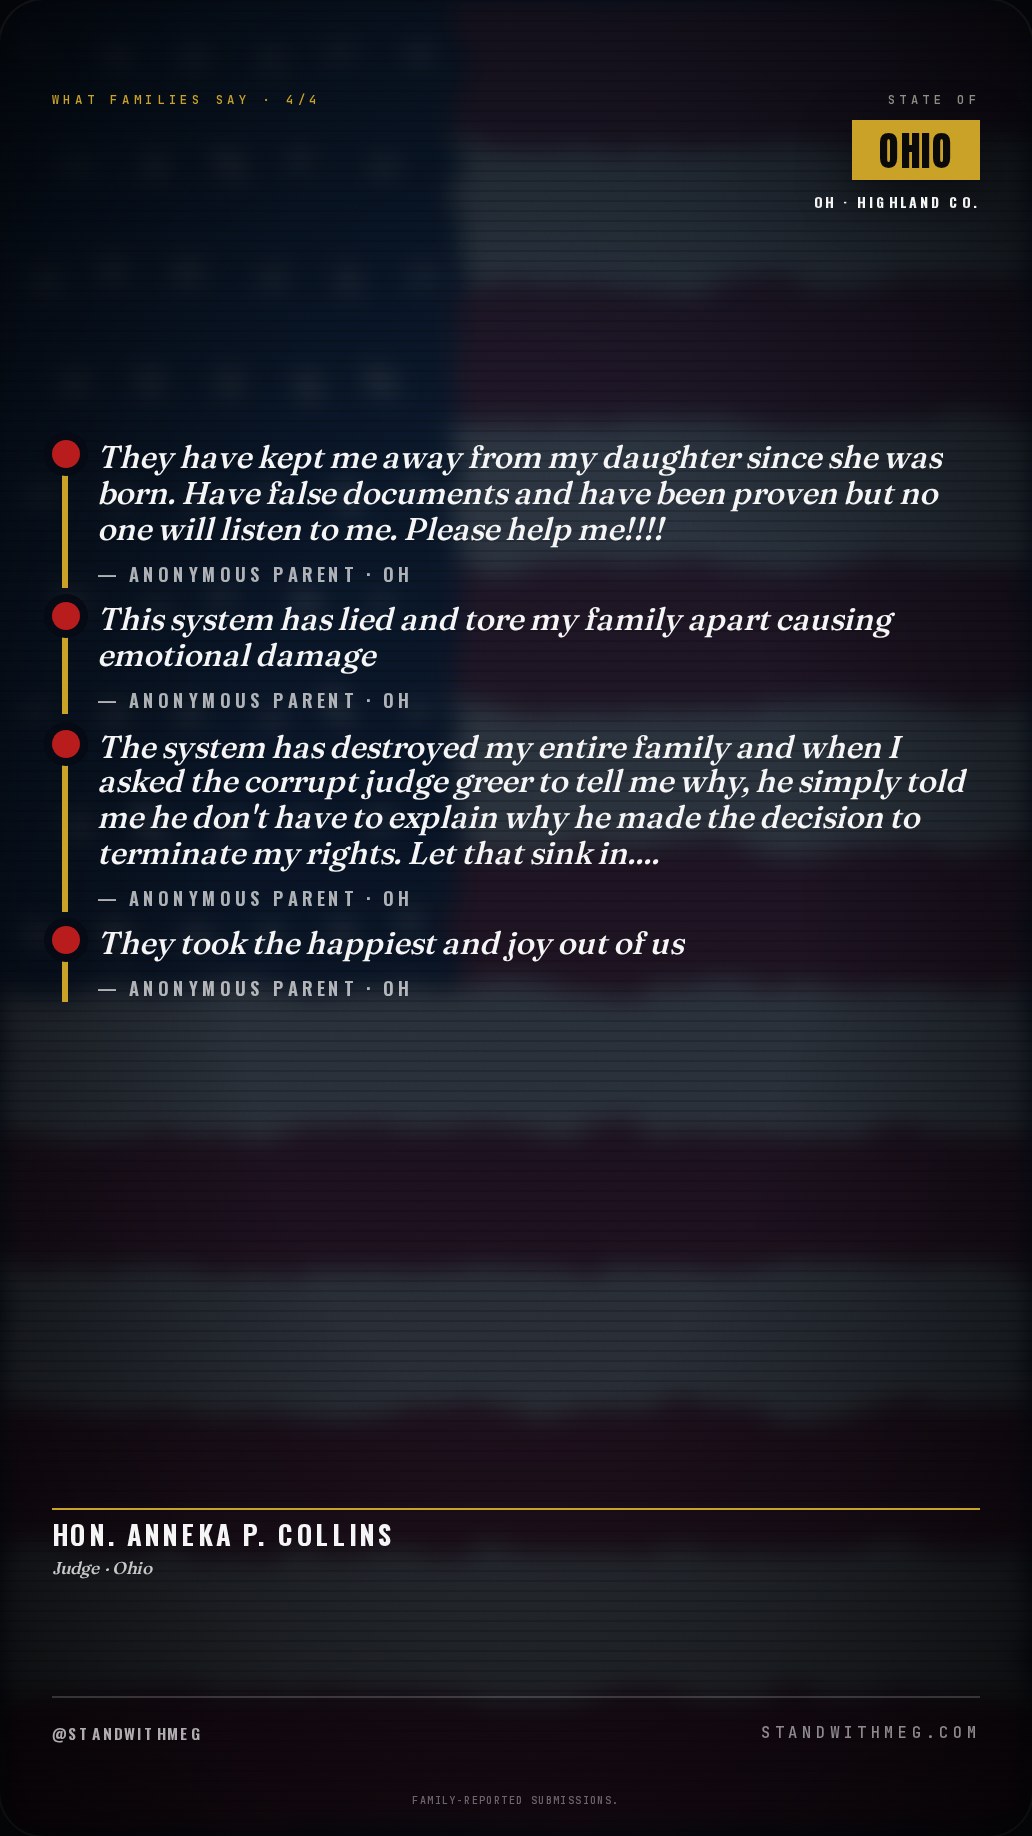 WHAT FAMILIES SAY · 4/4
STATE OF
OHIO
OH · HIGHLAND CO.
They have kept me away from my daughter since she was
born. Have false documents and have been proven but no
one will listen to me. Please help me!!!!
— ANONYMOUS PARENT · OH
This system has lied and tore my family apart causing
emotional damage
— ANONYMOUS PARENT · OH
The system has destroyed my entire family and when I
asked the corrupt judge greer to tell me why, he simply told
me he don't have to explain why he made the decision to
terminate my rights. Let that sink in....
— ANONYMOUS PARENT · OH
They took the happiest and joy out of us
— ANONYMOUS PARENT · OH
HON. ANNEKA P. COLLINS
Judge · Ohio
@STANDWITHMEG
STANDWITHMEG.COM
FAMILY-REPORTED SUBMISSIONS.